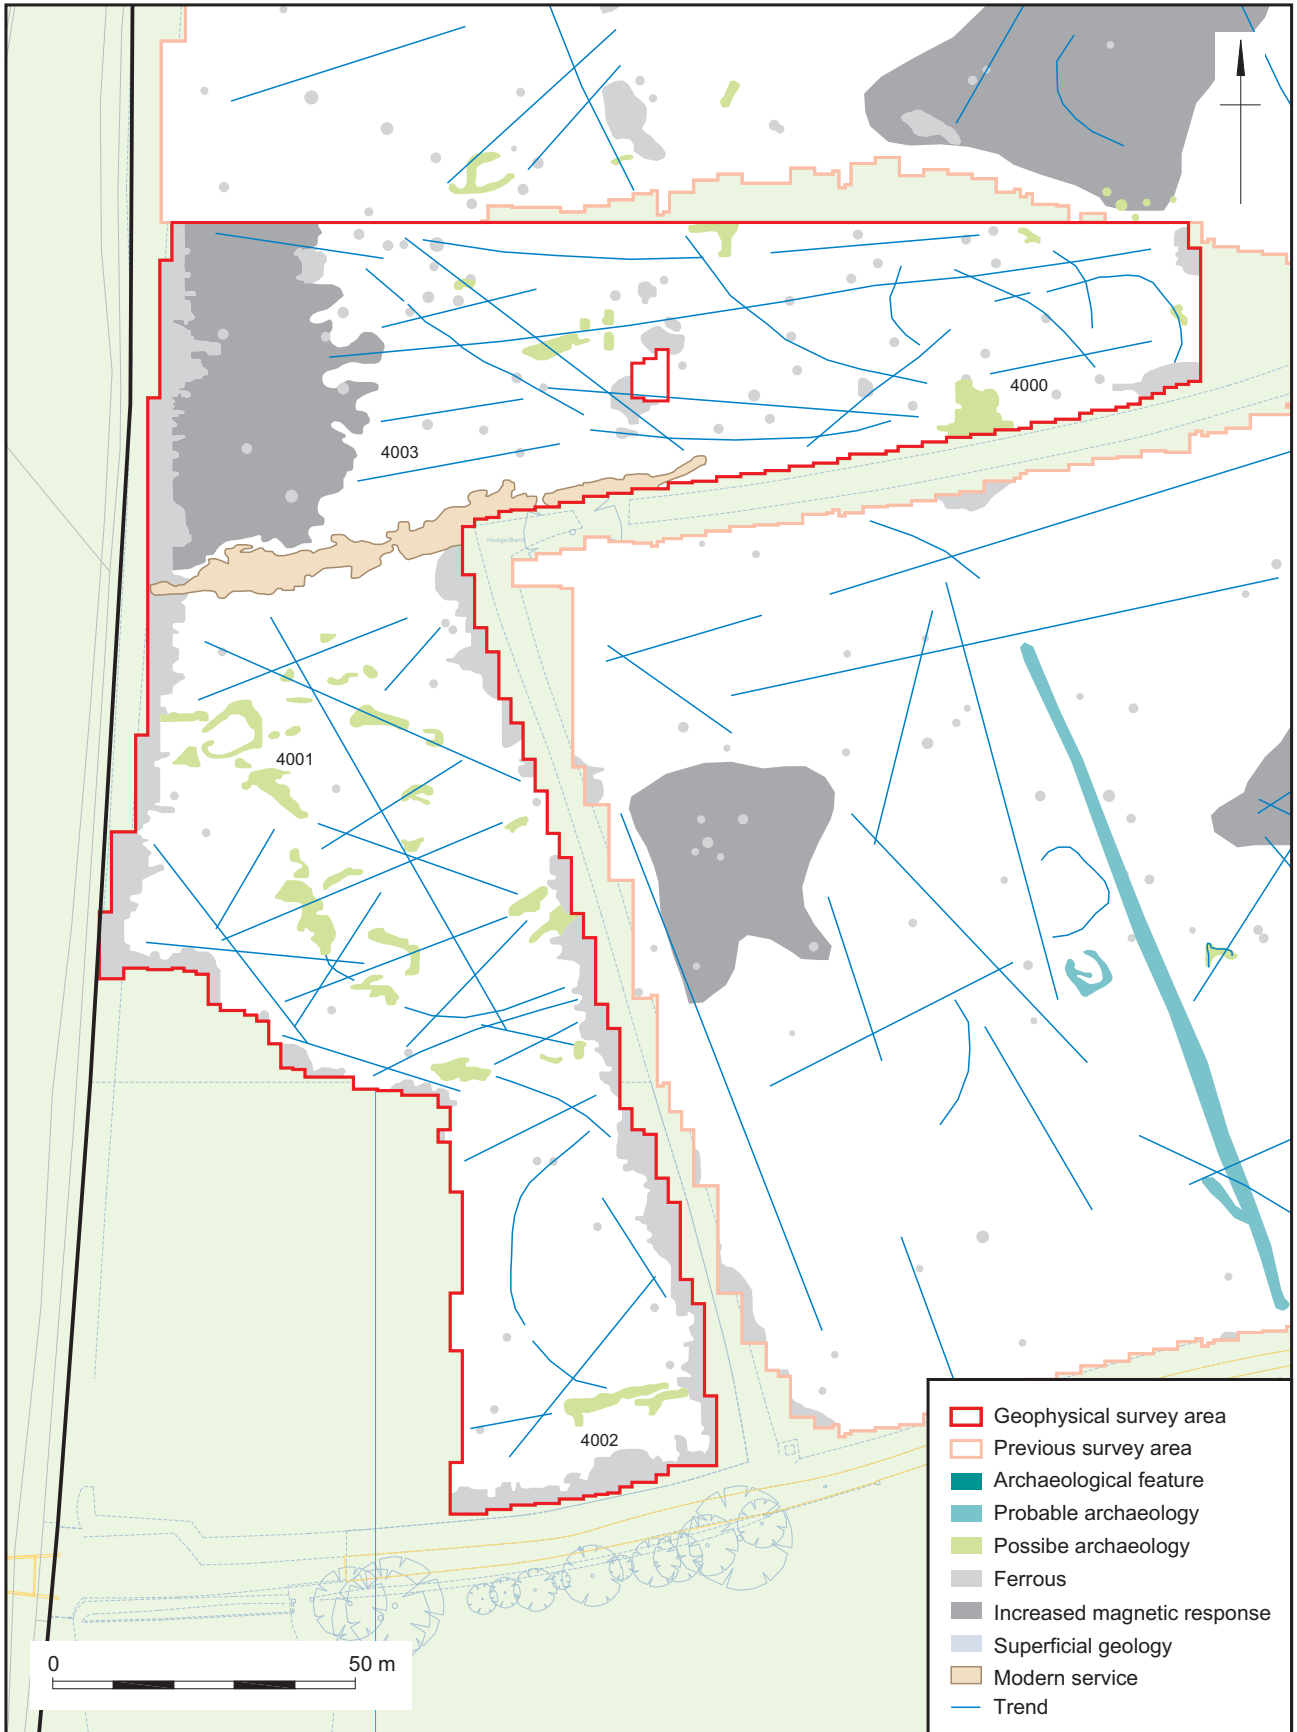 4000
4003
4001
4002
Geophysical survey area
Previous survey area
Archaeological feature
Probable archaeology
Possibe archaeology
Ferrous
Increased magnetic response
Superficial geology
Modern service
Trend
0 50 m